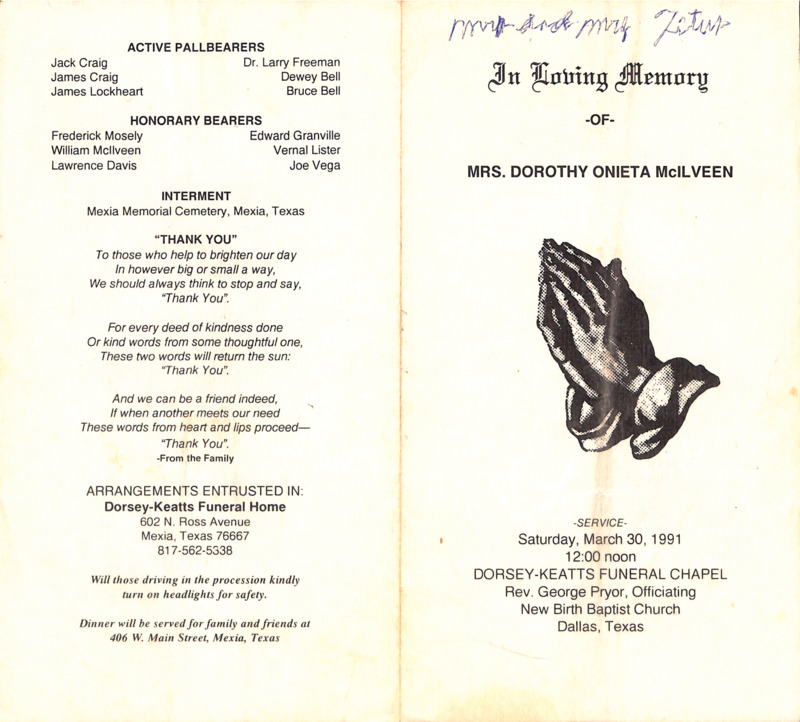 ACTIVE PALLBEARERS
Jack Craig Dr. Larry Freeman
James Craig Dewey Bell
James Lockheart Bruce Bell
HONORARY BEARERS
Frederick Mosely Edward Granville
William McIlveen Vernal Lister
Lawrence Davis Joe Vega
INTERMENT
Mexia Memorial Cemetery, Mexia, Texas
“THANK YOU”
To those who help to brighten our day
In however big or small a way,
We should always think to stop and say,
“Thank You”.
For every deed of kindness done
Or kind words from some thoughtful one,
These two words will return the sun:
“Thank You”.
And we can be a friend indeed,
If when another meets our need
These words from heart and lips proceed—
“Thank You”.
-From the Family
ARRANGEMENTS ENTRUSTED IN:
Dorsey-Keatts Funeral Home
602 N. Ross Avenue
Mexia, Texas 76667
817-562-5338
Will those driving in the procession kindly
turn on headlights for safety.
Dinner will be served for family and friends at
406 W. Main Street, Mexia, Texas
In Loving Memory
-OF-
MRS. DOROTHY ONIETA McILVEEN
-SERVICE-
Saturday, March 30, 1991
12:00 noon
DORSEY-KEATTS FUNERAL CHAPEL
Rev. George Pryor, Officiating
New Birth Baptist Church
Dallas, Texas